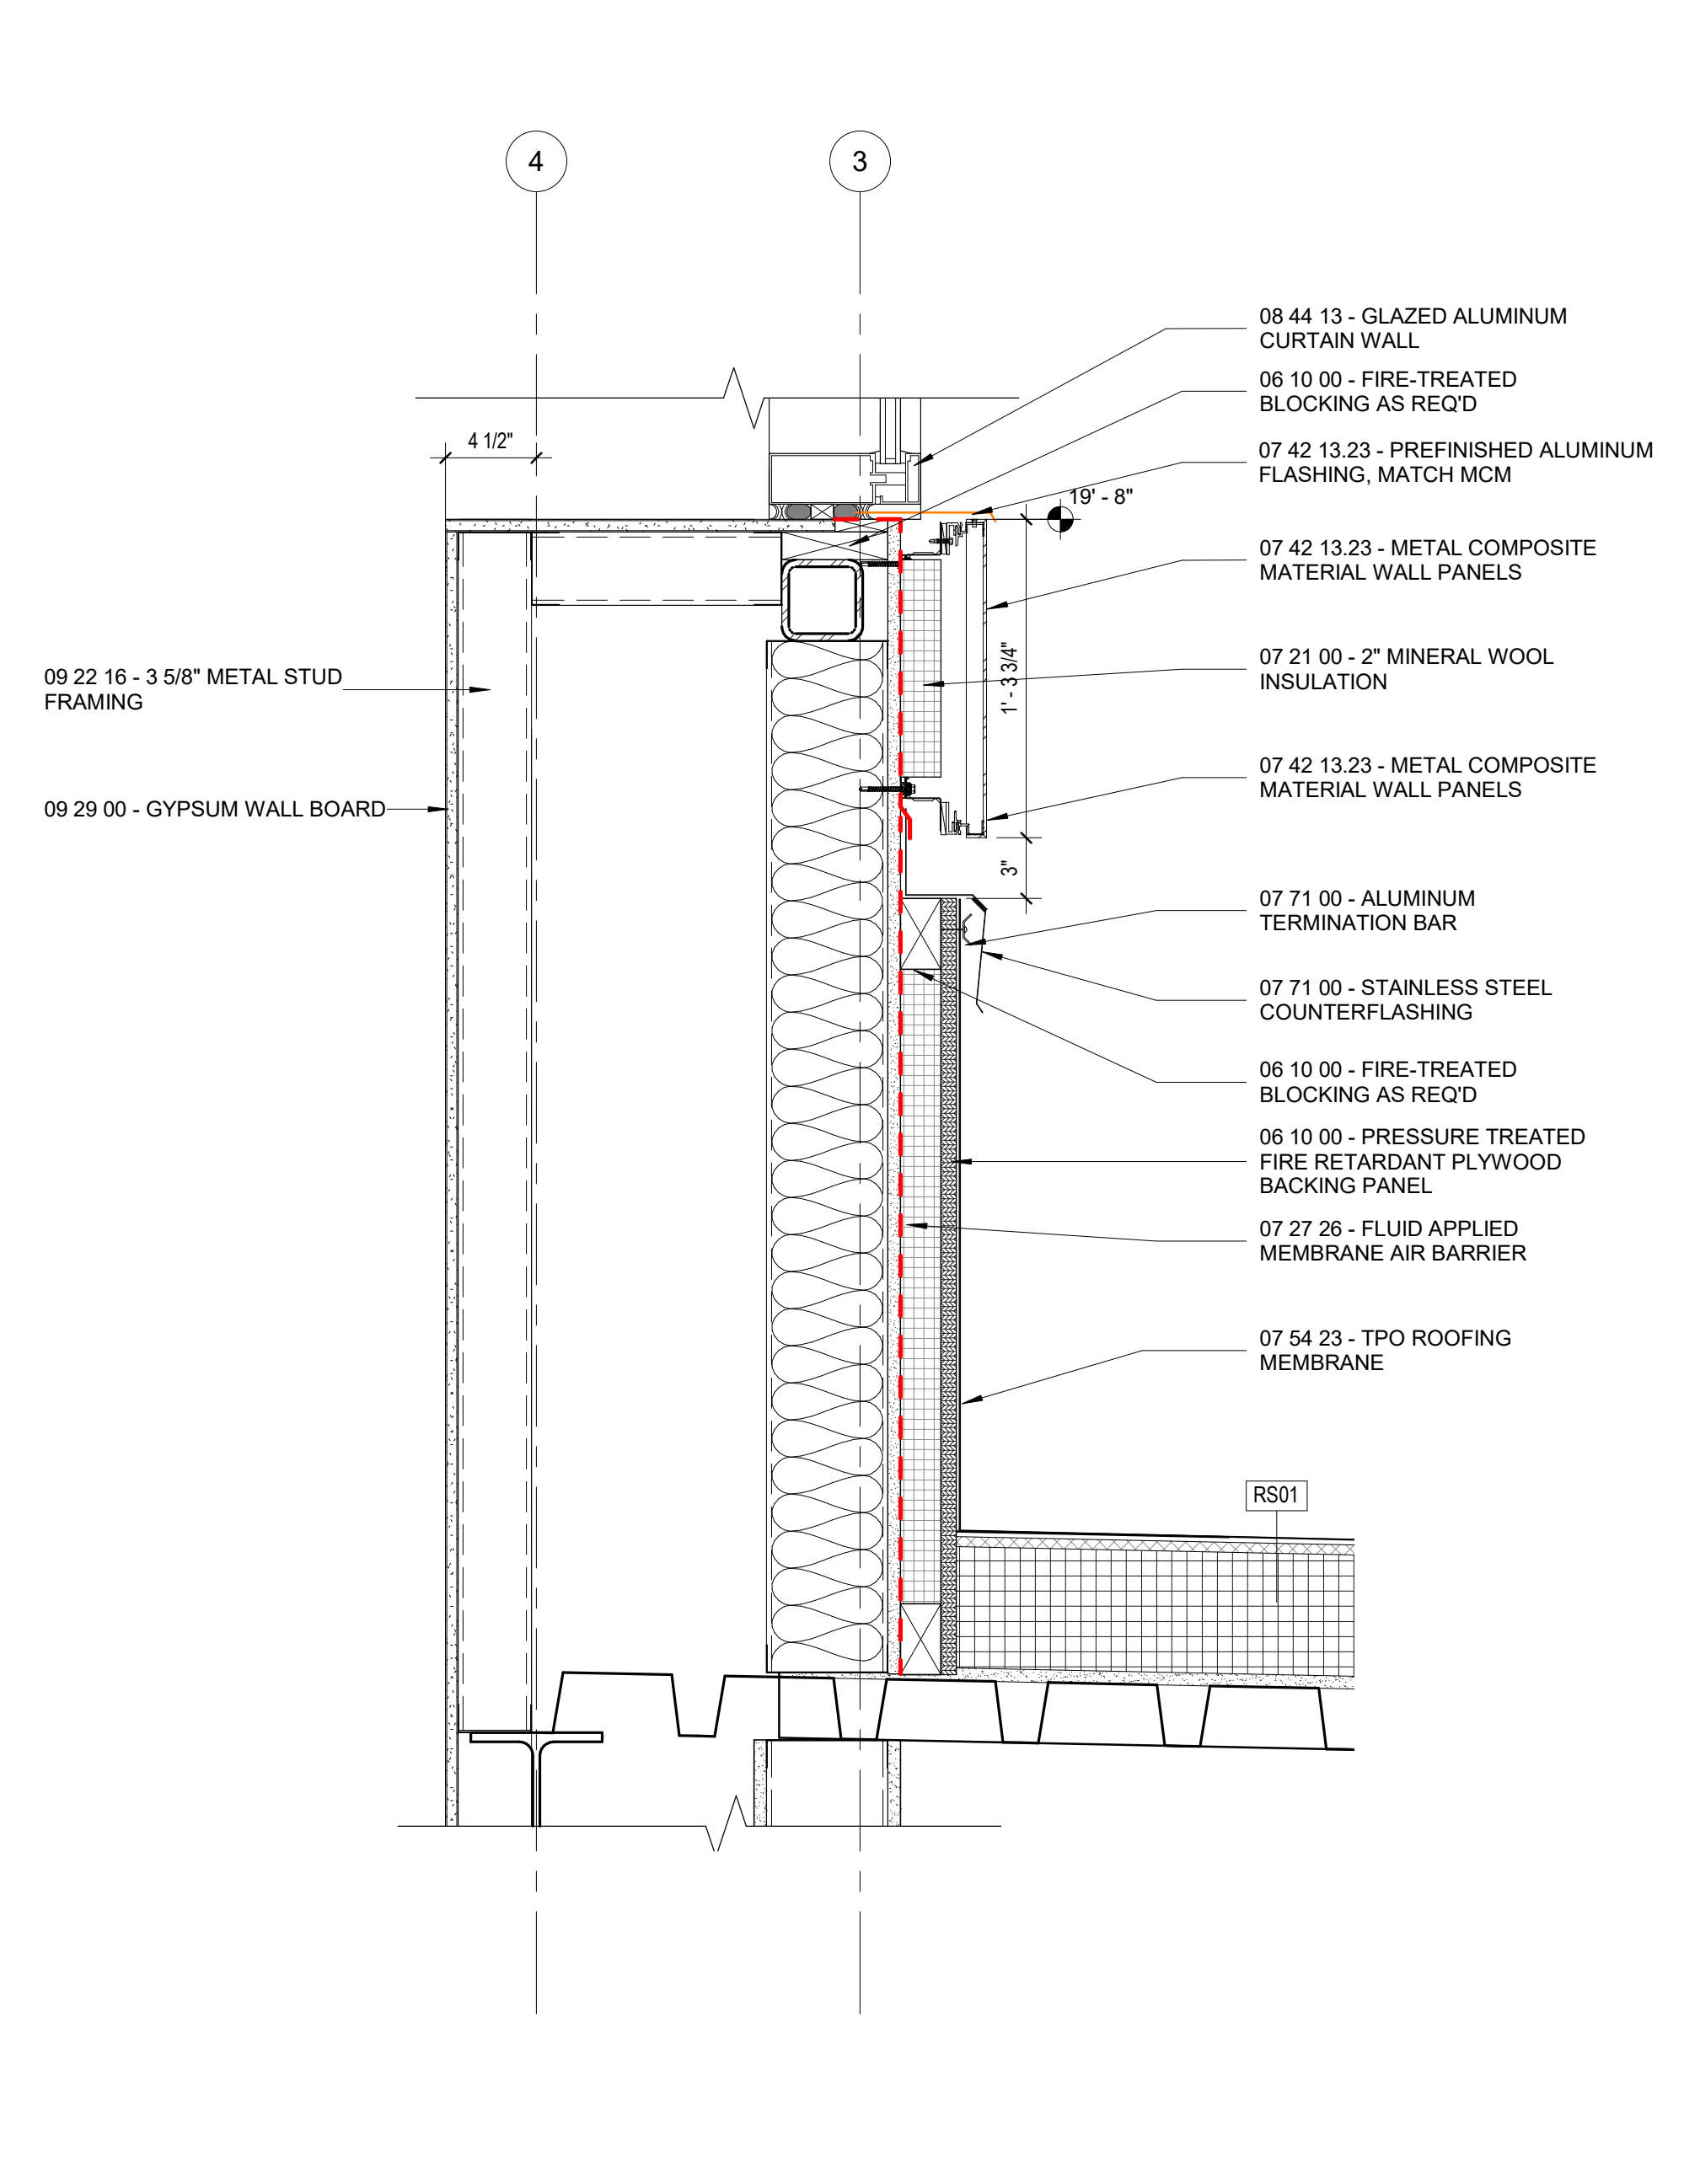 4
3
08 44 13 - GLAZED ALUMINUM
CURTAIN WALL
06 10 00 - FIRE-TREATED
BLOCKING AS REQ'D
4 1/2"
07 42 13.23 - PREFINISHED ALUMINUM
FLASHING, MATCH MCM
19' - 8"
07 42 13.23 - METAL COMPOSITE
MATERIAL WALL PANELS
1' - 3 3/4"
07 21 00 - 2" MINERAL WOOL
INSULATION
09 22 16 - 3 5/8" METAL STUD
FRAMING
07 42 13.23 - METAL COMPOSITE
MATERIAL WALL PANELS
09 29 00 - GYPSUM WALL BOARD
3"
07 71 00 - ALUMINUM
TERMINATION BAR
07 71 00 - STAINLESS STEEL
COUNTERFLASHING
06 10 00 - FIRE-TREATED
BLOCKING AS REQ'D
06 10 00 - PRESSURE TREATED
FIRE RETARDANT PLYWOOD
BACKING PANEL
07 27 26 - FLUID APPLIED
MEMBRANE AIR BARRIER
07 54 23 - TPO ROOFING
MEMBRANE
RS01